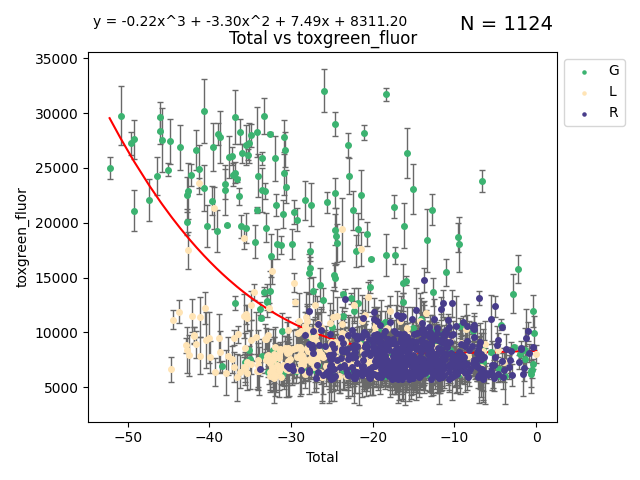 y = -0.22x^3 + -3.30x^2 + 7.49x + 8311.20
N = 1124
Total vs toxgreen_fluor
35000
30000
25000
20000
15000
10000
5000
toxgreen_fluor
−50
−40
−30
−20
−10
0
Total
G
L
R